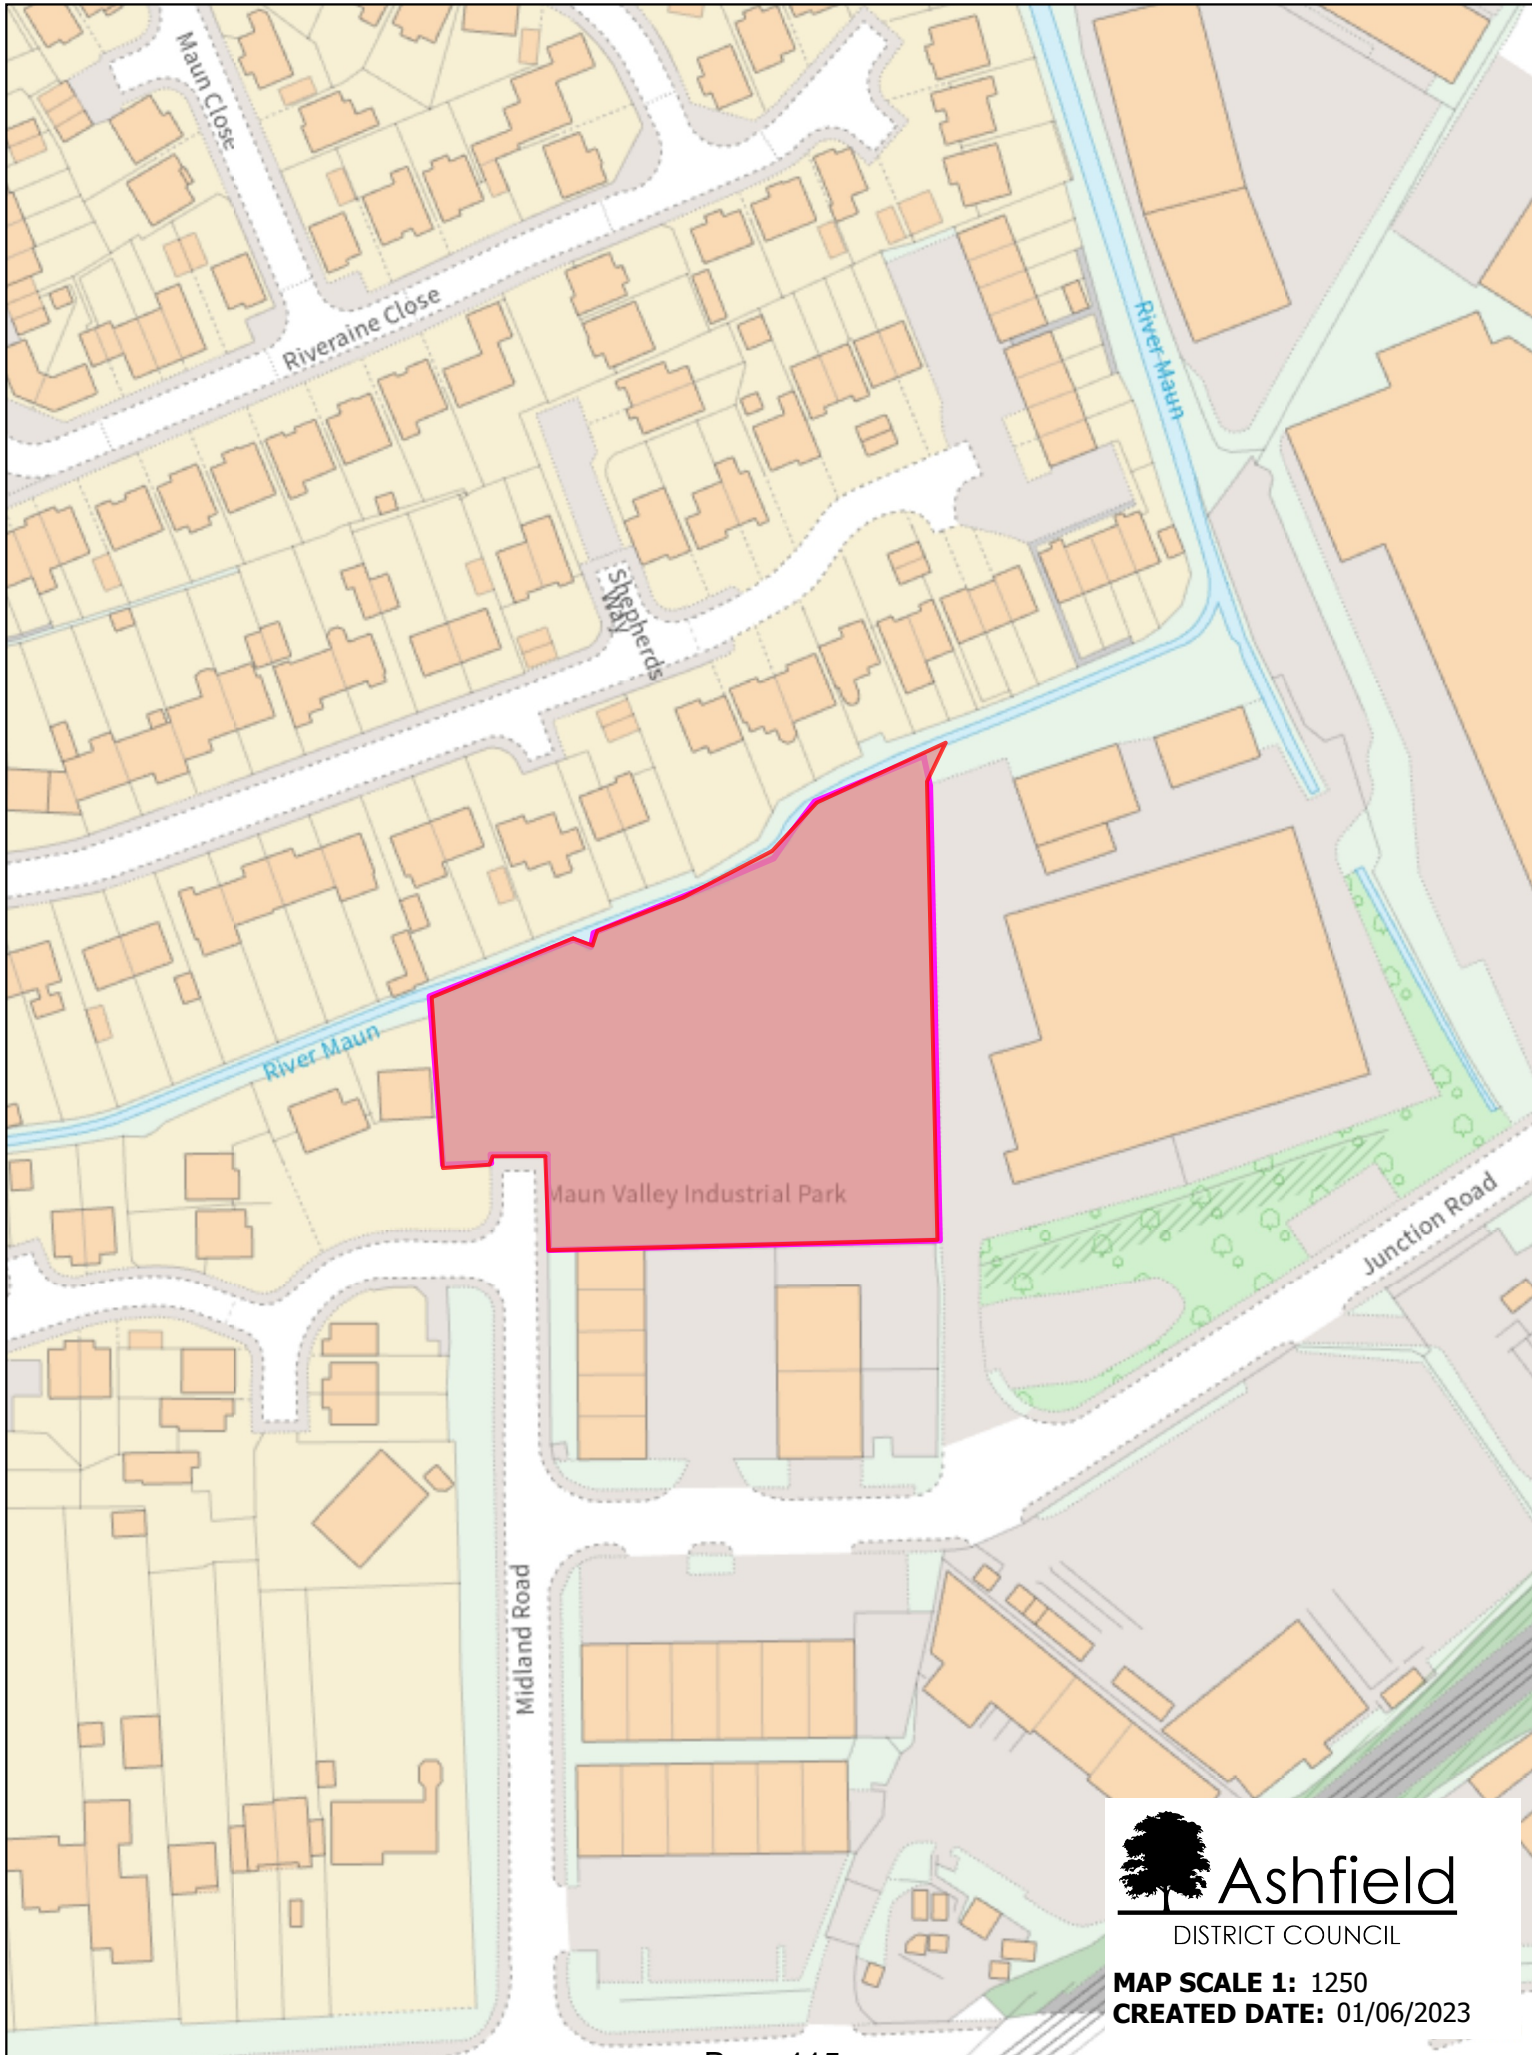 Maun Close
Riveraine Close
River Maun
Shepherds
Way
River Maun
Maun Valley Industrial Park
Junction Road
Midland Road
Ashfield
DISTRICT COUNCIL
MAP SCALE 1: 1250
CREATED DATE: 01/06/2023